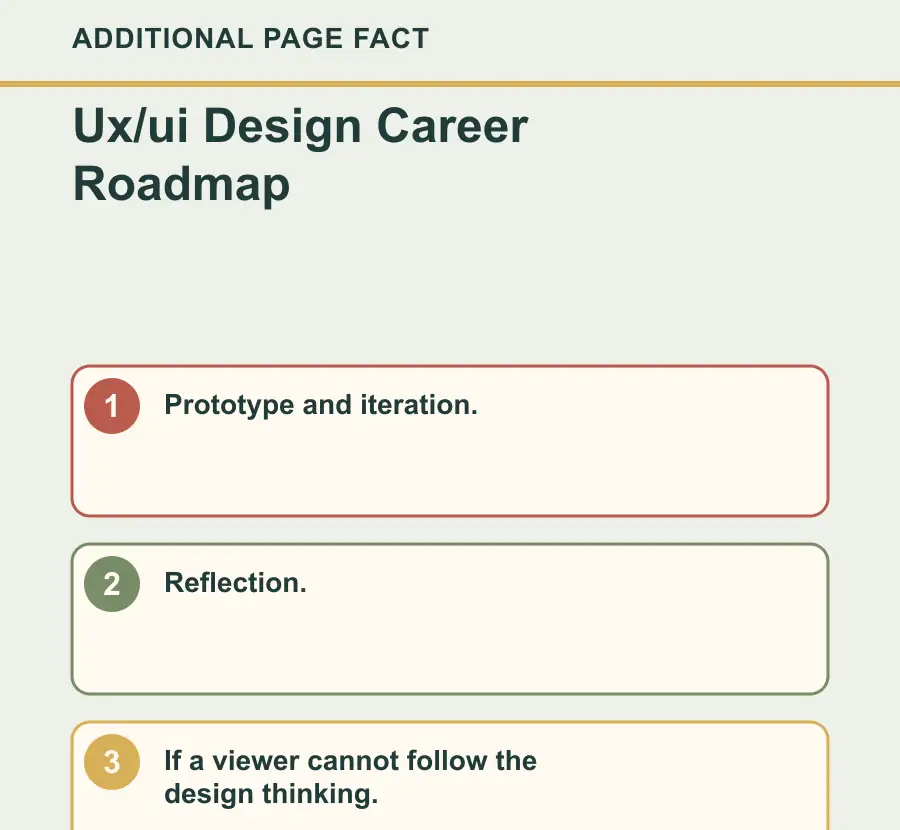 ADDITIONAL PAGE FACT
Ux/ui Design Career
Roadmap
1
Prototype and iteration.
2
Reflection.
3
If a viewer cannot follow the
design thinking.